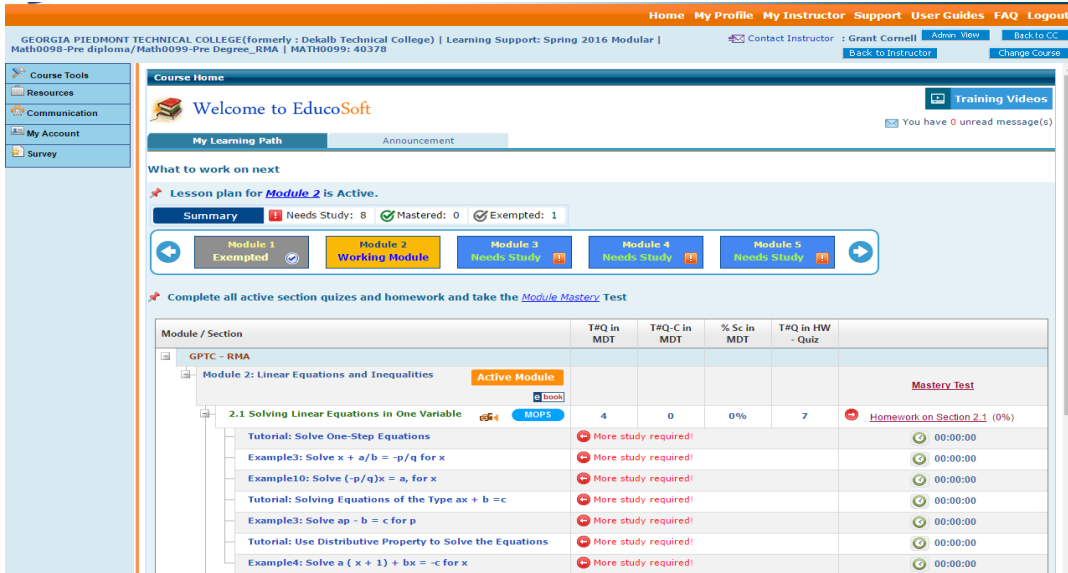 Home My Profile My Instructor Support User Guides FAQ Logout
GEORGIA PIEDMONT TECHNICAL COLLEGE(formerly : Dekalb Technical College) | Learning Support: Spring 2016 Modular |
Math0098-Pre diploma/Math0099-Pre Degree_RMA | MATH0099: 40378
Contact Instructor : Grant Cornell Admin View Back to CC
Back to Instructor Change Course
Course Tools
Resources
Communication
My Account
Survey
Course Home
Welcome to EducoSoft
Training Videos
You have 0 unread message(s)
My Learning Path Announcement
What to work on next
Lesson plan for Module 2 is Active.
Summary Needs Study: 8 Mastered: 0 Exempted: 1
Module 1 Module 2 Module 3 Module 4 Module 5
Exempted Working Module Needs Study Needs Study Needs Study
Complete all active section quizes and homework and take the Module Mastery Test
Module / Section T#Q in MDT T#Q-C in MDT % Sc in MDT T#Q in HW - Quiz
GPTC - RMA
Module 2: Linear Equations and Inequalities Active Module
ebook
Mastery Test
2.1 Solving Linear Equations in One Variable MOPS 4 0 0% 7 Homework on Section 2.1 (0%)
Tutorial: Solve One-Step Equations More study required! 00:00:00
Example3: Solve x + a/b = -p/q for x More study required! 00:00:00
Example10: Solve (-p/q)x = a, for x More study required! 00:00:00
Tutorial: Solving Equations of the Type ax + b =c More study required! 00:00:00
Example3: Solve ap - b = c for p More study required! 00:00:00
Tutorial: Use Distributive Property to Solve the Equations More study required! 00:00:00
Example4: Solve a ( x + 1) + bx = -c for x More study required! 00:00:00